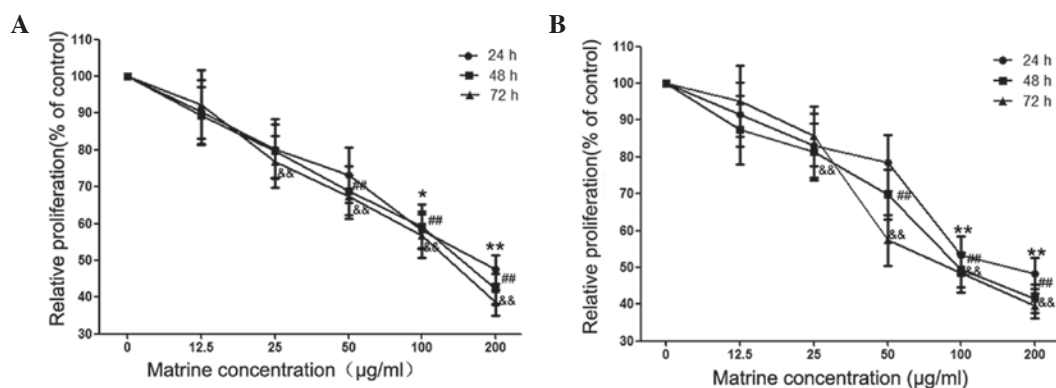 A
110
100
90
80
70
60
50
40
30
Relative proliferation(% of control)
24 h
48 h
72 h
&&
##
&&
*
##
&&
**
##
&&
0 12.5 25 50 100 200
Matrine concentration（μg/ml）
B
110
100
90
80
70
60
50
40
30
Relative proliferation(% of control)
24 h
48 h
72 h
&&
##
&&
**
##
&&
**
##
&&
0 12.5 25 50 100 200
Matrine concentration (μg/ml)